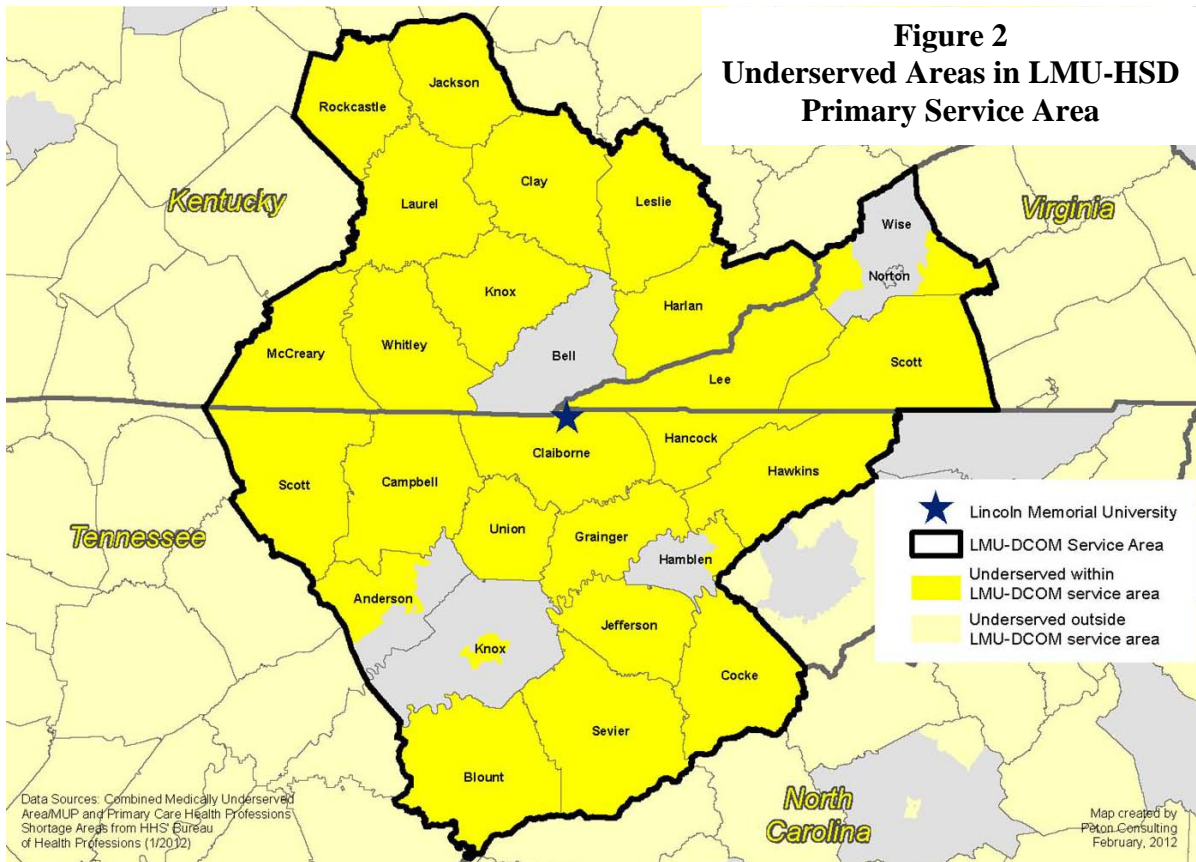 Figure 2
Underserved Areas in LMU-HSD
Primary Service Area
Jackson
Rockcastle
Clay
Laurel
Leslie
Kentucky
Virginia
Wise
Norton
Knox
Harlan
McCreary
Whitley
Bell
Lee
Scott
Claiborne
Hancock
Hawkins
Scott
Campbell
Union
Grainger
Hamblen
Tennessee
Anderson
Jefferson
Knox
Cocke
Sevier
Blount
North
Carolina
Lincoln Memorial University
LMU-DCOM Service Area
Underserved within
LMU-DCOM service area
Underserved outside
LMU-DCOM service area
Data Sources: Combined Medically Underserved
Area/MUP and Primary Care Health Professions
Shortage Areas from HHS' Bureau
of Health Professions (1/2012)
Map created by
Peton Consulting
February, 2012